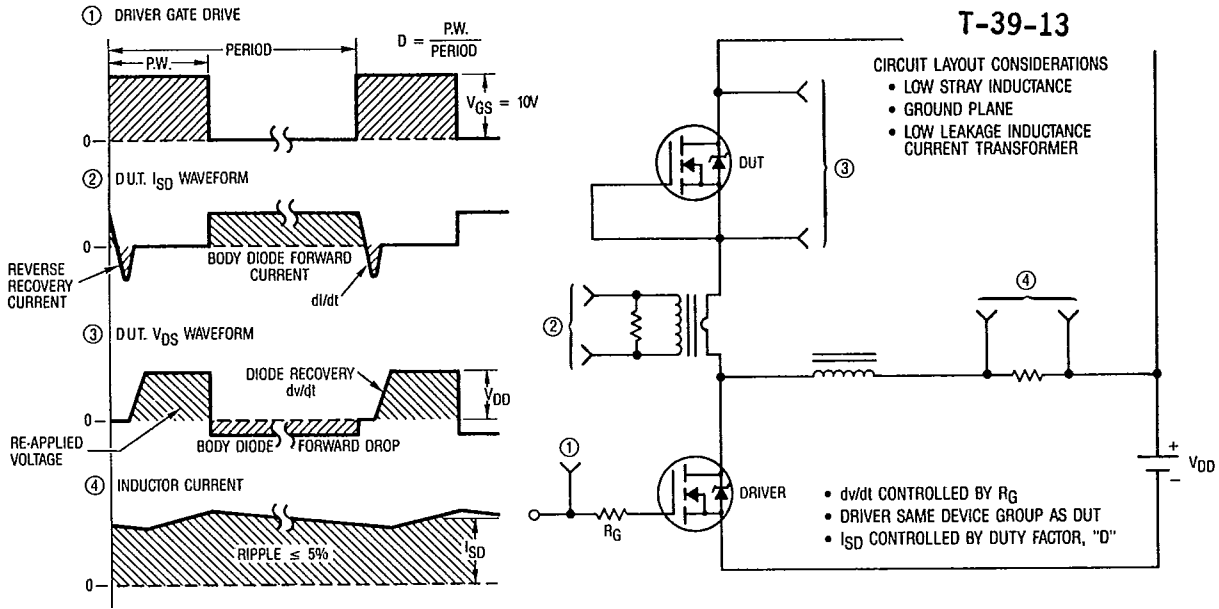 ① DRIVER GATE DRIVE
P.W.
PERIOD
D = P.W. / PERIOD
V_GS = 10V
0
② D.U.T. I_SD WAVEFORM
0
REVERSE
RECOVERY
CURRENT
BODY DIODE FORWARD
CURRENT
dI/dt
③ D.U.T. V_DS WAVEFORM
DIODE RECOVERY
dv/dt
V_DD
0
RE-APPLIED
VOLTAGE
BODY DIODE FORWARD DROP
④ INDUCTOR CURRENT
RIPPLE ≤ 5%
I_SD
0
T-39-13
CIRCUIT LAYOUT CONSIDERATIONS
• LOW STRAY INDUCTANCE
• GROUND PLANE
• LOW LEAKAGE INDUCTANCE
CURRENT TRANSFORMER
DUT
③
②
④
①
R_G
DRIVER
+
V_DD
−
• dv/dt CONTROLLED BY R_G
• DRIVER SAME DEVICE GROUP AS DUT
• I_SD CONTROLLED BY DUTY FACTOR, "D"